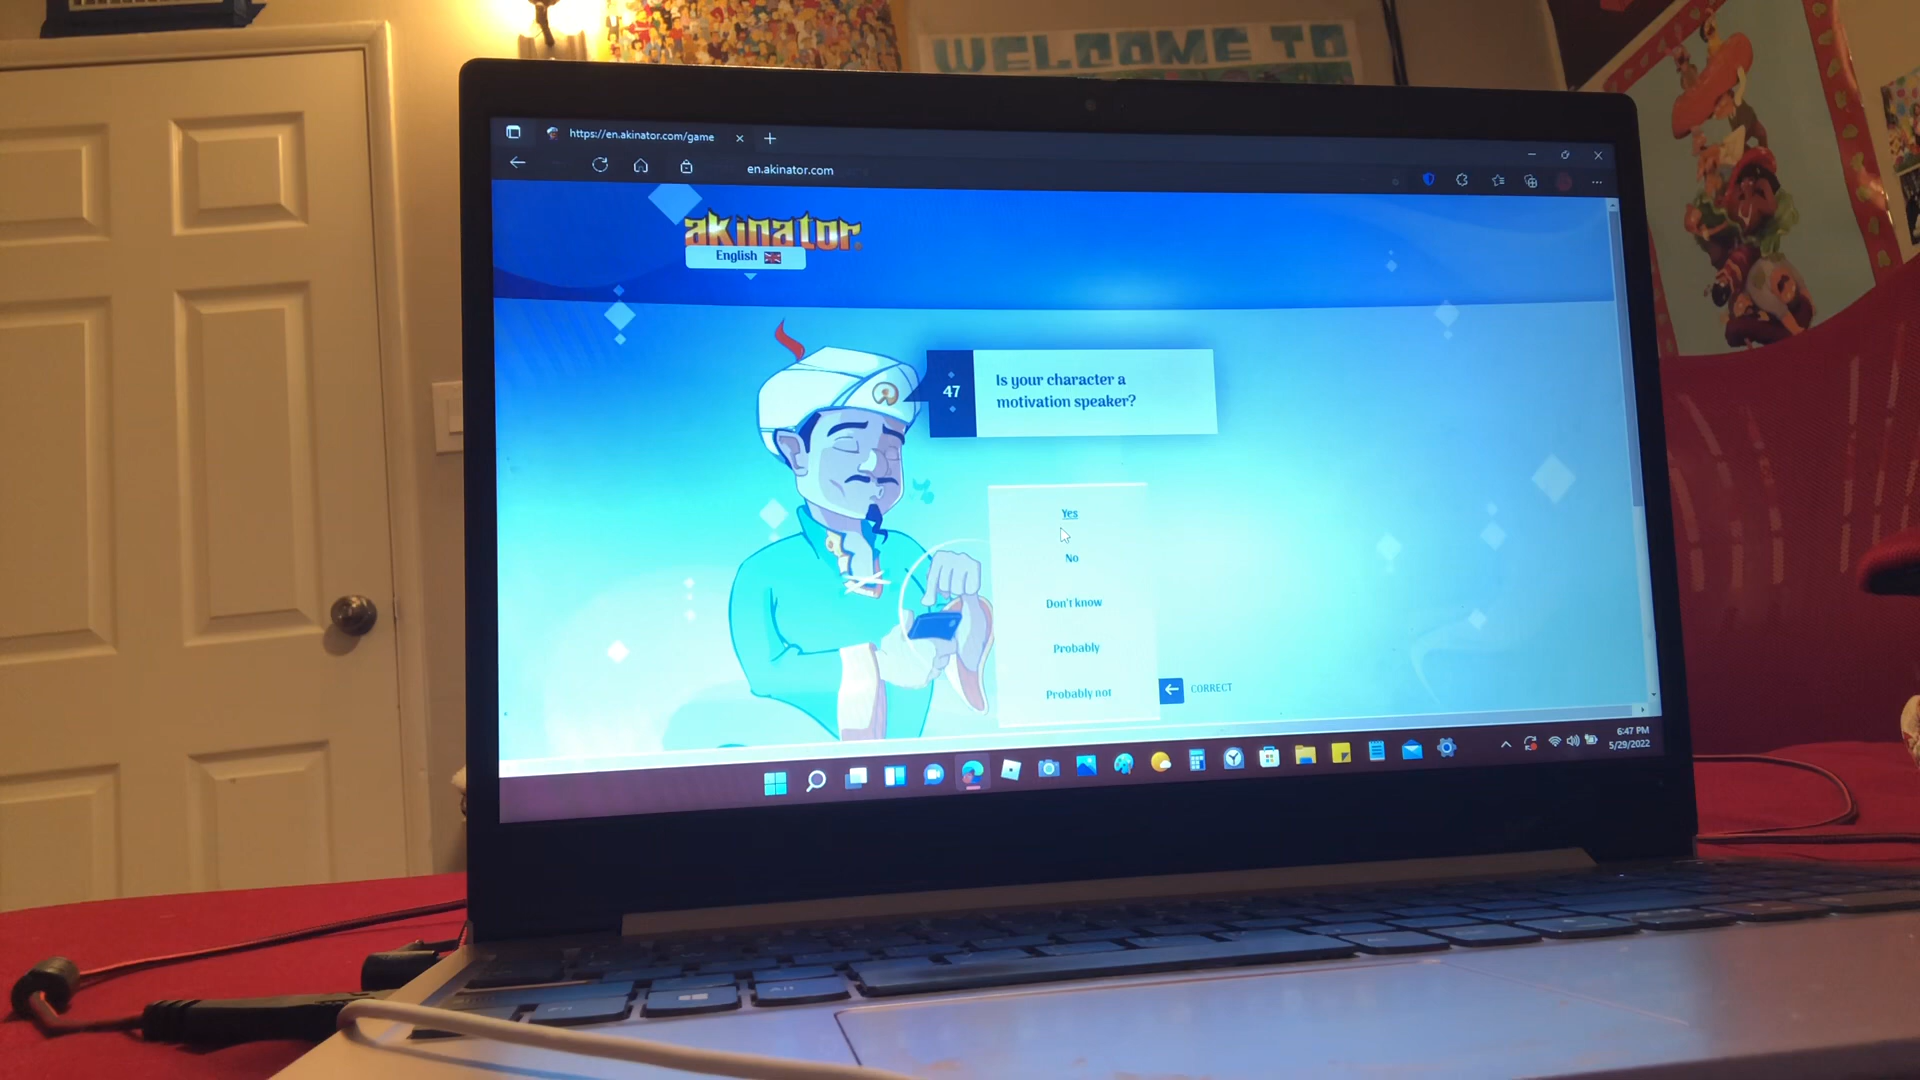 WELCOME TO
https://en.akinator.com/game
en.akinator.com
akinator
English
47
Is your character a
motivation speaker?
Yes
No
Don't know
Probably
Probably not
CORRECT
6:47 PM
5/29/2022
Alt